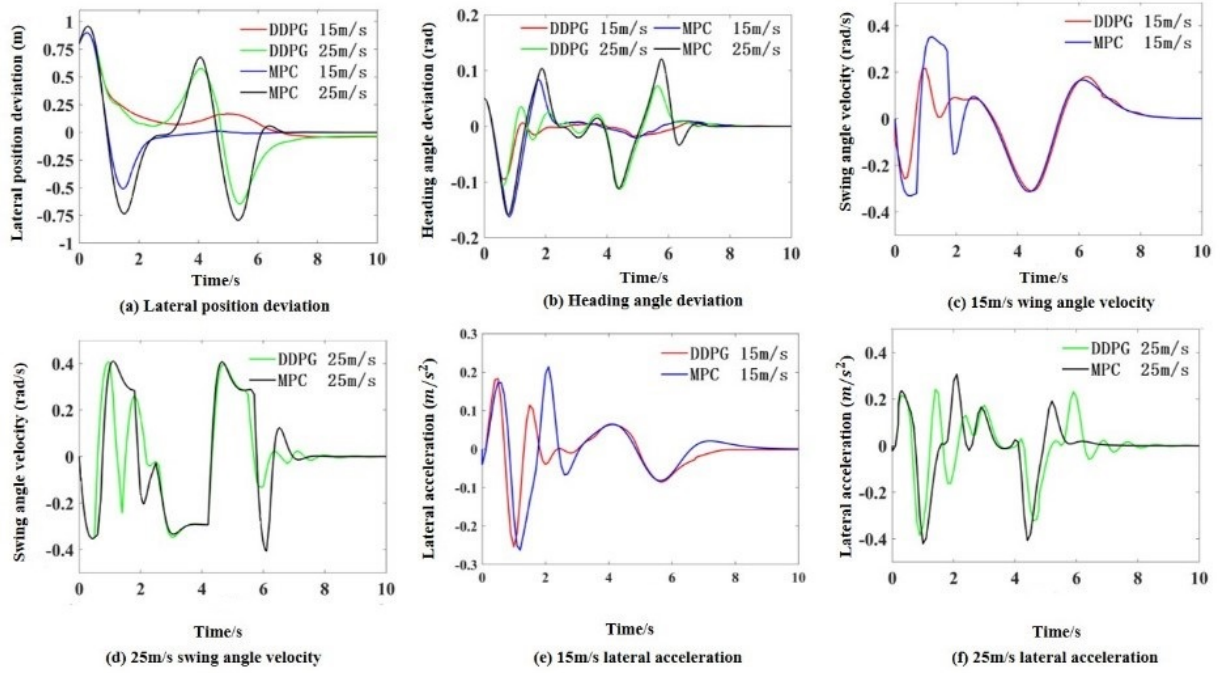 Lateral position deviation (m)
1
0.75
0.5
0.25
0
-0.25
-0.5
-0.75
-1
DDPG 15m/s
DDPG 25m/s
MPC 15m/s
MPC 25m/s
0 2 4 6 8 10
Time/s
(a) Lateral position deviation
Heading angle deviation (rad)
0.2
0.1
0
-0.1
-0.2
DDPG 15m/s MPC 15m/s
DDPG 25m/s MPC 25m/s
0 2 4 6 8 10
Time/s
(b) Heading angle deviation
Swing angle velocity (rad/s)
0.4
0.2
0
-0.2
-0.4
DDPG 15m/s
MPC 15m/s
0 2 4 6 8 10
Time/s
(c) 15m/s wing angle velocity
Swing angle velocity (rad/s)
0.4
0.2
0
-0.2
-0.4
DDPG 25m/s
MPC 25m/s
0 2 4 6 8 10
Time/s
(d) 25m/s swing angle velocity
Lateral acceleration (m/s²)
0.3
0.2
0.1
0
-0.1
-0.2
-0.3
DDPG 15m/s
MPC 15m/s
0 2 4 6 8 10
Time/s
(e) 15m/s lateral acceleration
Lateral acceleration (m/s²)
0.4
0.2
0
-0.2
-0.4
DDPG 25m/s
MPC 25m/s
0 2 4 6 8 10
Time/s
(f) 25m/s lateral acceleration